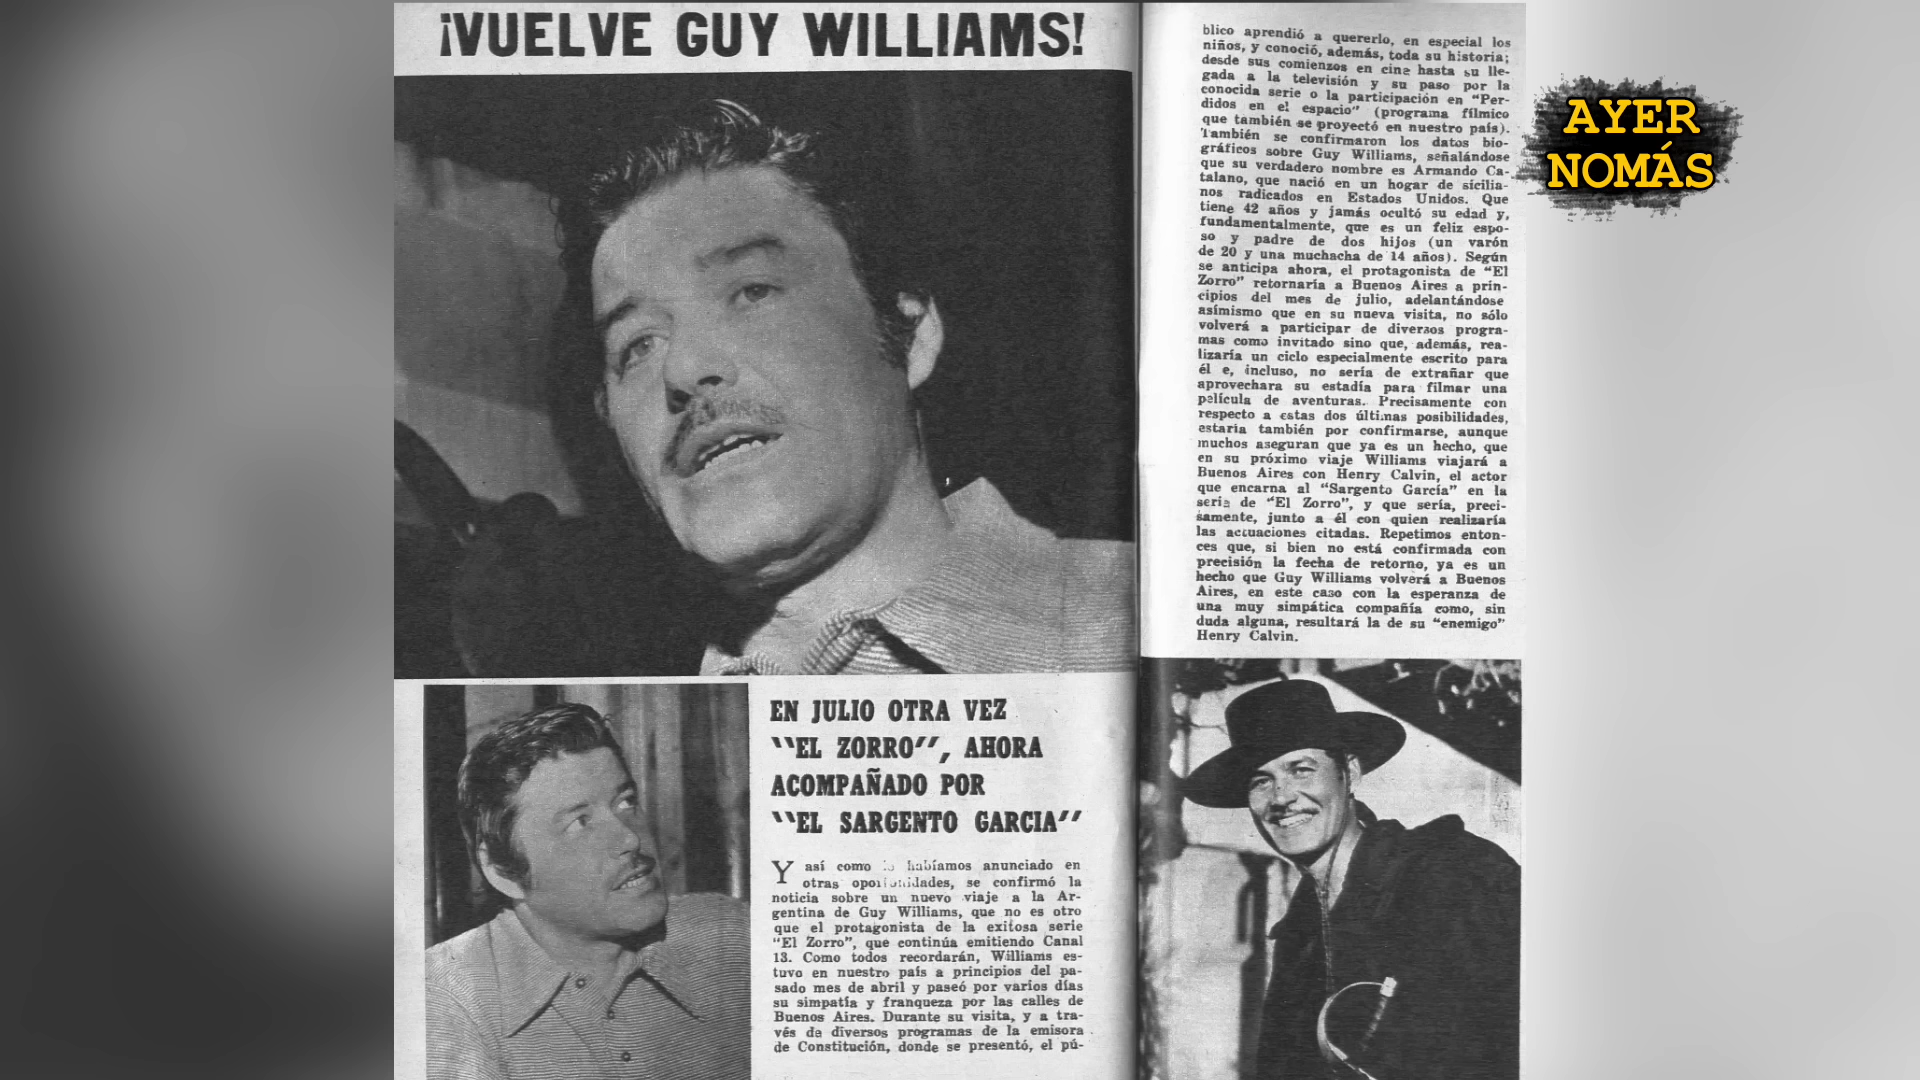 ¡VUELVE GUY WILLIAMS!
EN JULIO OTRA VEZ
"EL ZORRO", AHORA
ACOMPAÑADO POR
"EL SARGENTO GARCIA"
Y así como lo habíamos anunciado en
otras oportunidades, se confirmó la
noticia sobre un nuevo viaje a la Ar-
gentina de Guy Williams, que no es otro
que el protagonista de la exitosa serie
"El Zorro", que continúa emitiendo Canal
13. Como todos recordarán, Williams es-
tuvo en nuestro país a principios del pa-
sado mes de abril y paseó por varios días
su simpatía y franqueza por las calles de
Buenos Aires. Durante su visita, y a tra-
vés de diversos programas de la emisora
de Constitución, donde se presentó, el pú-
blico aprendió a quererlo, en especial los
niños, y conoció, además, toda su historia;
desde sus comienzos en cine hasta su lle-
gada a la televisión y su paso por la
conocida serie o la participación en "Per-
didos en el espacio" (programa fílmico
que también se proyectó en nuestro país).
También se confirmaron los datos bio-
gráficos sobre Guy Williams, señalándose
que su verdadero nombre es Armando Ca-
talano, que nació en un hogar de sicilia-
nos radicados en Estados Unidos. Que
tiene 42 años y jamás ocultó su edad y,
fundamentalmente, que es un feliz espo-
so y padre de dos hijos (un varón
de 20 y una muchacha de 14 años). Según
se anticipa ahora, el protagonista de "El
Zorro" retornaría a Buenos Aires a prin-
cipios del mes de julio, adelantándose
asímismo que en su nueva visita, no sólo
volverá a participar de diversos progra-
mas como invitado sino que, además, rea-
lizaría un ciclo especialmente escrito para
él e, incluso, no sería de extrañar que
aprovechara su estadía para filmar una
película de aventuras. Precisamente con
respecto a estas dos últimas posibilidades,
estaria también por confirmarse, aunque
muchos aseguran que ya es un hecho, que
en su próximo viaje Williams viajará a
Buenos Aires con Henry Calvin, el actor
que encarna al "Sargento García" en la
serie de "El Zorro", y que sería, preci-
samente, junto a él con quien realizaría
las actuaciones citadas. Repetimos enton-
ces que, si bien no está confirmada con
precisión la fecha de retorno, ya es un
hecho que Guy Williams volverá a Buenos
Aires, en este caso con la esperanza de
una muy simpática compañía como, sin
duda alguna, resultará la de su "enemigo"
Henry Calvin.
AYER
NOMÁS